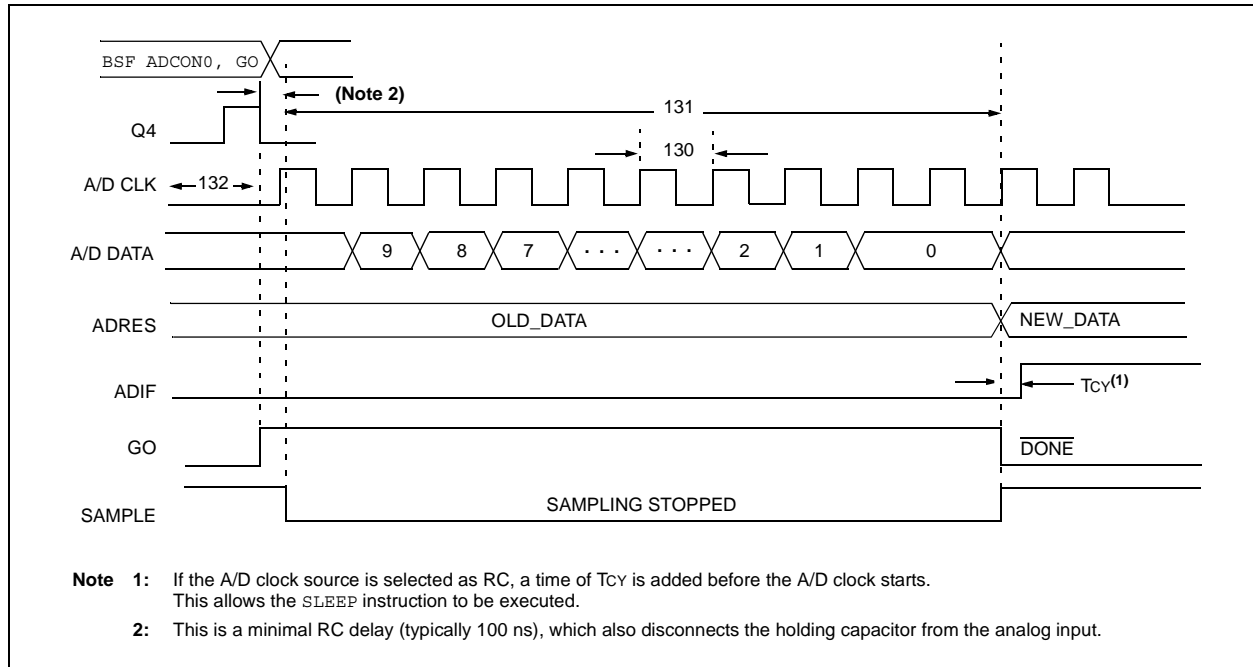 BSF ADCON0, GO
(Note 2)
131
Q4
130
A/D CLK
132
A/D DATA
9 8 7 . . . . . . 2 1 0
ADRES
OLD_DATA
NEW_DATA
ADIF
TCY(1)
GO
DONE
SAMPLE
SAMPLING STOPPED
Note 1: If the A/D clock source is selected as RC, a time of TCY is added before the A/D clock starts.
This allows the SLEEP instruction to be executed.
2: This is a minimal RC delay (typically 100 ns), which also disconnects the holding capacitor from the analog input.